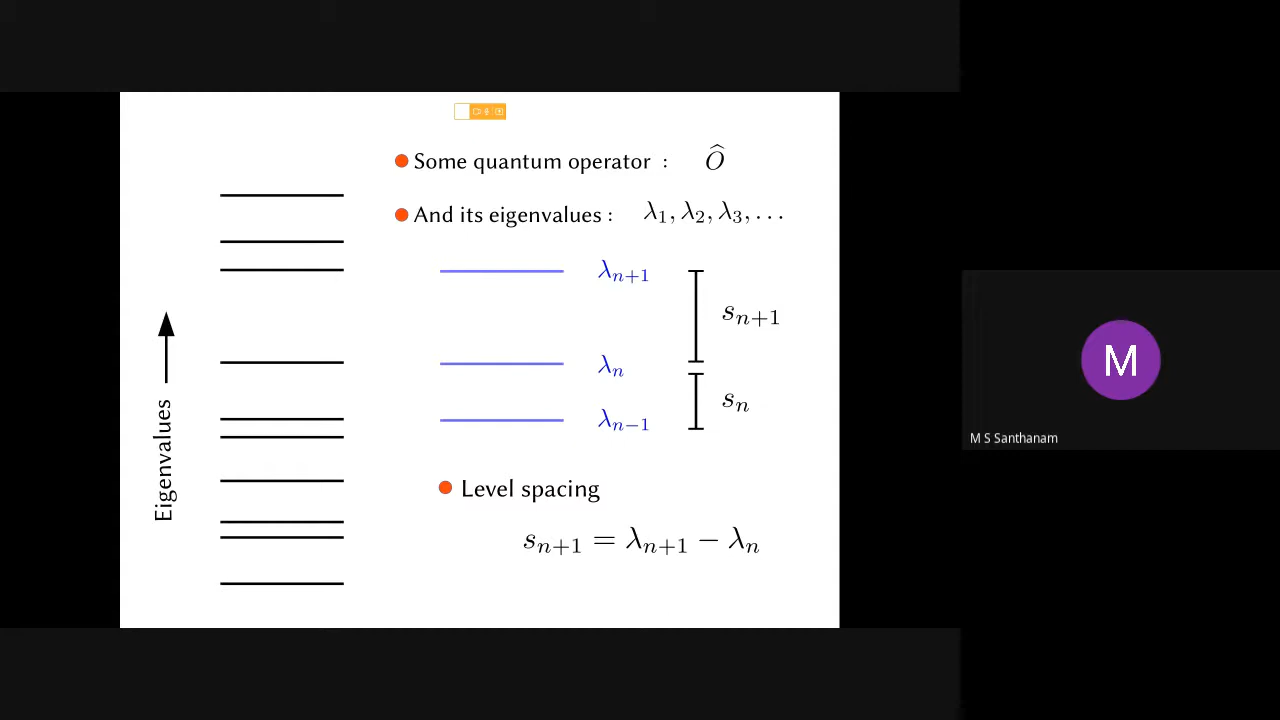 Some quantum operator : Ô
And its eigenvalues : λ₁, λ₂, λ₃, . . .
λₙ₊₁
sₙ₊₁
λₙ
sₙ
λₙ₋₁
Eigenvalues
Level spacing
sₙ₊₁ = λₙ₊₁ − λₙ
M
M S Santhanam